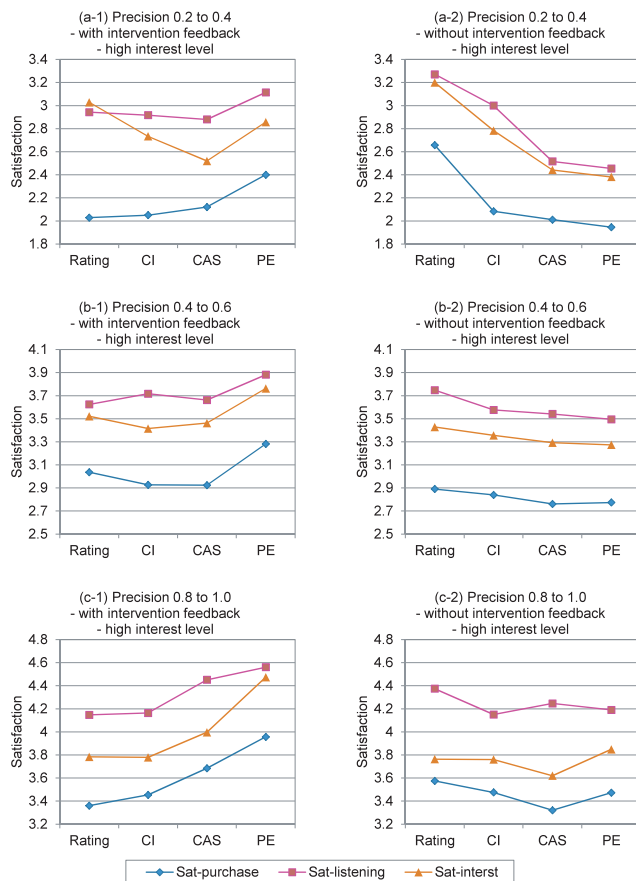 (a-1) Precision 0.2 to 0.4
- with intervention feedback
- high interest level
Satisfaction
3.4
3.2
3
2.8
2.6
2.4
2.2
2
1.8
Rating CI CAS PE
(a-2) Precision 0.2 to 0.4
- without intervention feedback
- high interest level
Satisfaction
3.4
3.2
3
2.8
2.6
2.4
2.2
2
1.8
Rating CI CAS PE
(b-1) Precision 0.4 to 0.6
- with intervention feedback
- high interest level
Satisfaction
4.1
3.9
3.7
3.5
3.3
3.1
2.9
2.7
2.5
Rating CI CAS PE
(b-2) Precision 0.4 to 0.6
- without intervention feedback
- high interest level
Satisfaction
4.1
3.9
3.7
3.5
3.3
3.1
2.9
2.7
2.5
Rating CI CAS PE
(c-1) Precision 0.8 to 1.0
- with intervention feedback
- high interest level
Satisfaction
4.8
4.6
4.4
4.2
4
3.8
3.6
3.4
3.2
Rating CI CAS PE
(c-2) Precision 0.8 to 1.0
- without intervention feedback
- high interest level
Satisfaction
4.8
4.6
4.4
4.2
4
3.8
3.6
3.4
3.2
Rating CI CAS PE
Sat-purchase Sat-listening Sat-interst